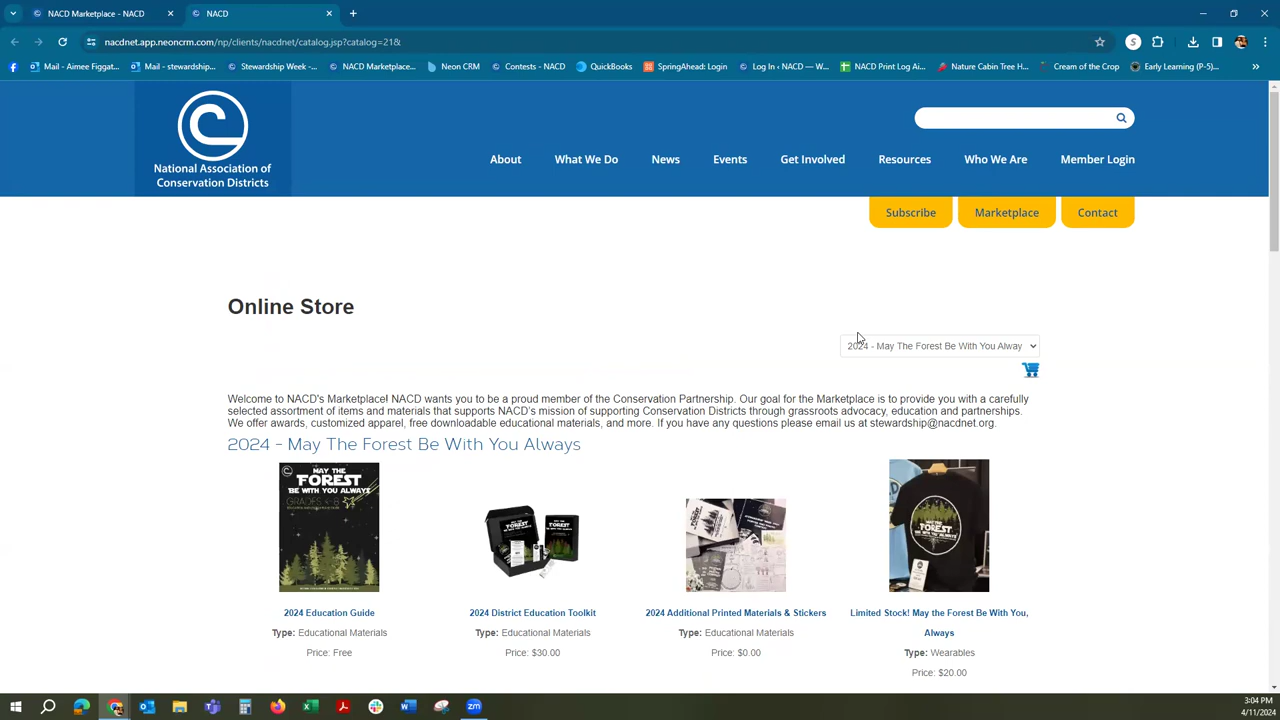 NACD Marketplace - NACD
NACD
nacdnet.app.neoncrm.com/np/clients/nacdnet/catalog.jsp?catalog=21&
Mail - Aimee Figgat...
Mail - stewardship...
Stewardship Week -...
NACD Marketplace...
Neon CRM
Contests - NACD
QuickBooks
SpringAhead: Login
Log In ‹ NACD — W...
NACD Print Log Ai...
Nature Cabin Tree H...
Cream of the Crop
Early Learning (P-5)...
National Association of
Conservation Districts
About What We Do News Events Get Involved Resources Who We Are Member Login
Subscribe Marketplace Contact
Online Store
2024 - May The Forest Be With You Alway
Welcome to NACD's Marketplace! NACD wants you to be a proud member of the Conservation Partnership. Our goal for the Marketplace is to provide you with a carefully
selected assortment of items and materials that supports NACD's mission of supporting Conservation Districts through grassroots advocacy, education and partnerships.
We offer awards, customized apparel, free downloadable educational materials, and more. If you have any questions please email us at stewardship@nacdnet.org.
2024 - May The Forest Be With You Always
MAY THE
FOREST
BE WITH YOU ALWAYS
2024 Education Guide
Type: Educational Materials
Price: Free
2024 District Education Toolkit
Type: Educational Materials
Price: $30.00
2024 Additional Printed Materials & Stickers
Type: Educational Materials
Price: $0.00
MAY THE
FOREST
Limited Stock! May the Forest Be With You,
Always
Type: Wearables
Price: $20.00
3:04 PM
4/11/2024